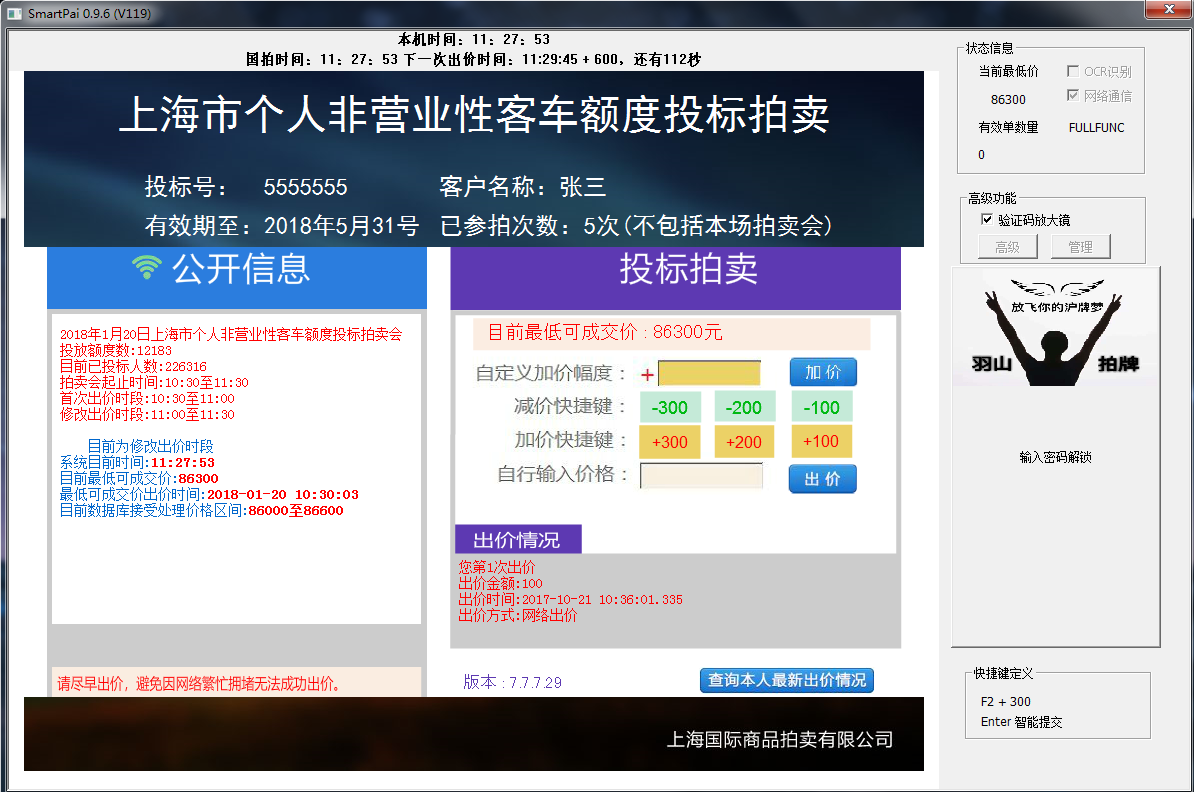 SmartPai 0.9.6 (V119)
本机时间：11：27：53
国拍时间：11：27：53 下一次出价时间：11:29:45 + 600，还有112秒
上海市个人非营业性客车额度投标拍卖
投标号： 5555555 客户名称：张三
有效期至：2018年5月31号 已参拍次数：5次(不包括本场拍卖会)
公开信息
2018年1月20日上海市个人非营业性客车额度投标拍卖会
投放额度数:12183
目前已投标人数:226316
拍卖会起止时间:10:30至11:30
首次出价时段:10:30至11:00
修改出价时段:11:00至11:30
目前为修改出价时段
系统目前时间:11:27:53
目前最低可成交价:86300
最低可成交价出价时间:2018-01-20 10:30:03
目前数据库接受处理价格区间:86000至86600
请尽早出价，避免因网络繁忙拥堵无法成功出价。
投标拍卖
目前最低可成交价：86300元
自定义加价幅度： + 加 价
减价快捷键： -300 -200 -100
加价快捷键： +300 +200 +100
自行输入价格： 出 价
出价情况
您第1次出价
出价金额:100
出价时间:2017-10-21 10:36:01.335
出价方式:网络出价
版本：7.7.7.29
查询本人最新出价情况
上海国际商品拍卖有限公司
状态信息
当前最低价 OCR识别
86300 网络通信
有效单数量 FULLFUNC
0
高级功能
验证码放大镜
高级 管理
放飞你的沪牌梦
羽山 拍牌
输入密码解锁
快捷键定义
F2 + 300
Enter 智能提交